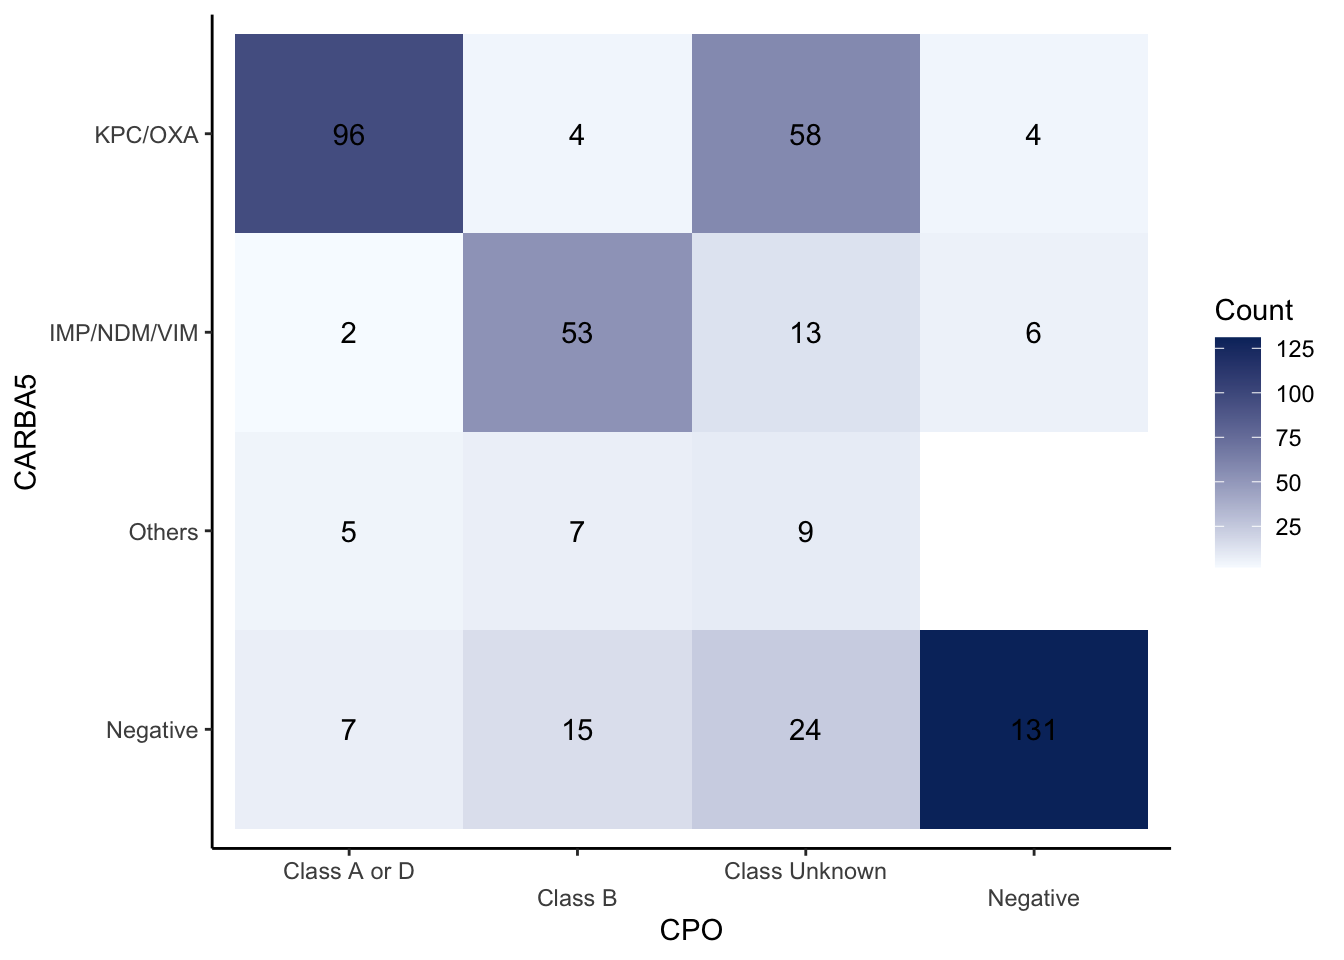 KPC/OXA 96 4 58 4
IMP/NDM/VIM 2 53 13 6
Others 5 7 9
Negative 7 15 24 131
Class A or D Class Unknown
Class B Negative
CPO
CARBA5
Count
125
100
75
50
25